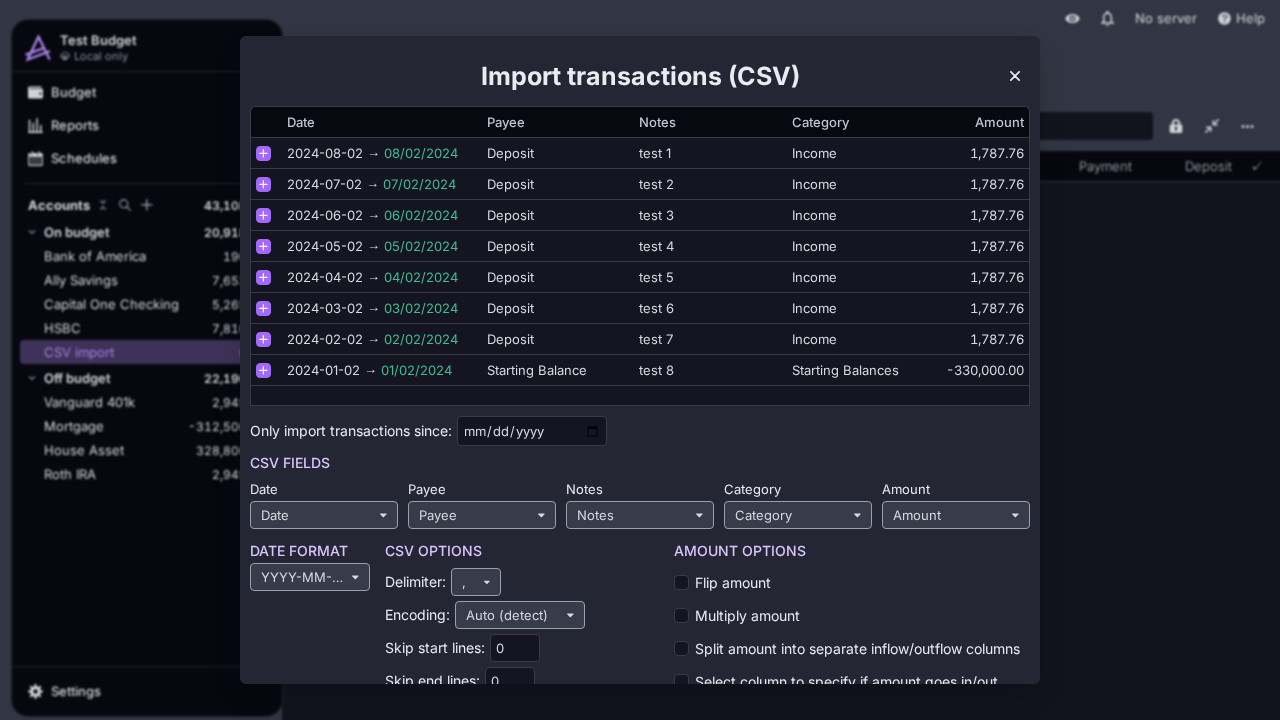 Test Budget
Local only
No server
Help
Import transactions (CSV)
Budget
Reports
Schedules
Payment Deposit
Accounts
On budget
Bank of America
Ally Savings
Capital One Checking
HSBC
CSV import
Off budget
Vanguard 401k
Mortgage
House Asset
Roth IRA
Settings
Date Payee Notes Category Amount
2024-08-02 → 08/02/2024 Deposit test 1 Income 1,787.76
2024-07-02 → 07/02/2024 Deposit test 2 Income 1,787.76
2024-06-02 → 06/02/2024 Deposit test 3 Income 1,787.76
2024-05-02 → 05/02/2024 Deposit test 4 Income 1,787.76
2024-04-02 → 04/02/2024 Deposit test 5 Income 1,787.76
2024-03-02 → 03/02/2024 Deposit test 6 Income 1,787.76
2024-02-02 → 02/02/2024 Deposit test 7 Income 1,787.76
2024-01-02 → 01/02/2024 Starting Balance test 8 Starting Balances -330,000.00
Only import transactions since: mm/dd/yyyy
CSV FIELDS
Date Payee Notes Category Amount
Date Payee Notes Category Amount
DATE FORMAT CSV OPTIONS AMOUNT OPTIONS
YYYY-MM-...
Delimiter: ,
Encoding: Auto (detect)
Skip start lines: 0
Skip end lines: 0
Flip amount
Multiply amount
Split amount into separate inflow/outflow columns
Select column to specify if amount goes in/out